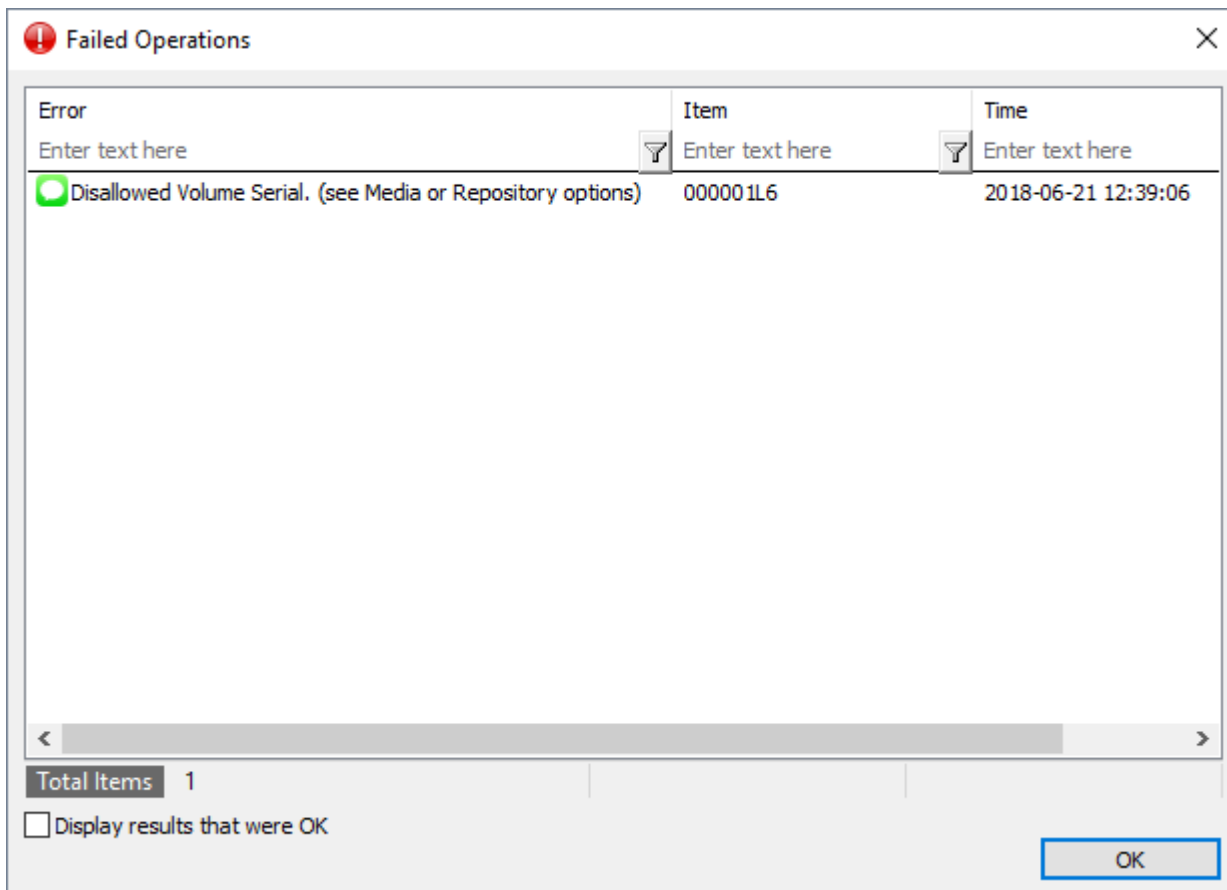 Failed Operations
Error Item Time
Enter text here Enter text here Enter text here
Disallowed Volume Serial. (see Media or Repository options) 000001L6 2018-06-21 12:39:06
Total Items 1
Display results that were OK
OK